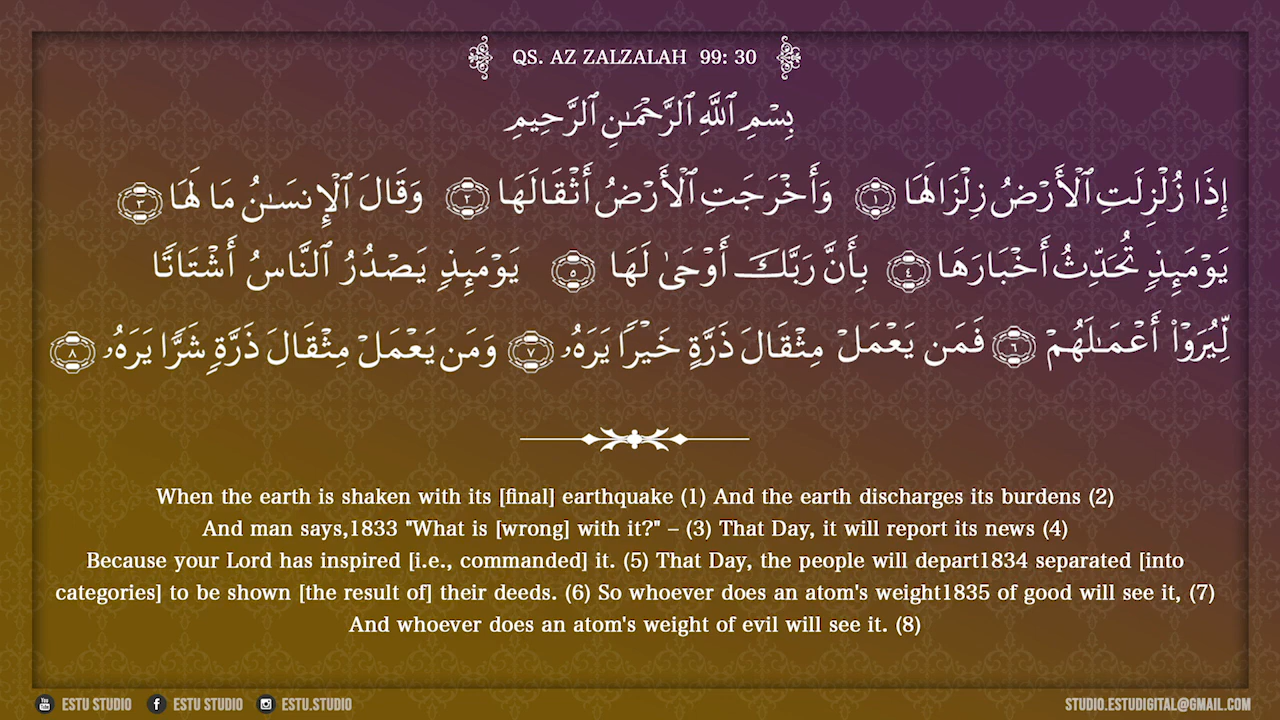 QS. AZ ZALZALAH 99: 30
بِسْمِ ٱللَّهِ ٱلرَّحْمَـٰنِ ٱلرَّحِيمِ
إِذَا زُلْزِلَتِ ٱلْأَرْضُ زِلْزَالَهَا ١ وَأَخْرَجَتِ ٱلْأَرْضُ أَثْقَالَهَا ٢ وَقَالَ ٱلْإِنسَـٰنُ مَا لَهَا ٣
يَوْمَئِذٍ تُحَدِّثُ أَخْبَارَهَا ٤ بِأَنَّ رَبَّكَ أَوْحَىٰ لَهَا ٥ يَوْمَئِذٍ يَصْدُرُ ٱلنَّاسُ أَشْتَاتًا
لِّيُرَوْا۟ أَعْمَـٰلَهُمْ ٦ فَمَن يَعْمَلْ مِثْقَالَ ذَرَّةٍ خَيْرًا يَرَهُۥ ٧ وَمَن يَعْمَلْ مِثْقَالَ ذَرَّةٍ شَرًّا يَرَهُۥ ٨
When the earth is shaken with its [final] earthquake (1) And the earth discharges its burdens (2)
And man says,1833 "What is [wrong] with it?" – (3) That Day, it will report its news (4)
Because your Lord has inspired [i.e., commanded] it. (5) That Day, the people will depart1834 separated [into
categories] to be shown [the result of] their deeds. (6) So whoever does an atom's weight1835 of good will see it, (7)
And whoever does an atom's weight of evil will see it. (8)
ESTU STUDIO ESTU STUDIO ESTU.STUDIO STUDIO.ESTUDIGITAL@GMAIL.COM